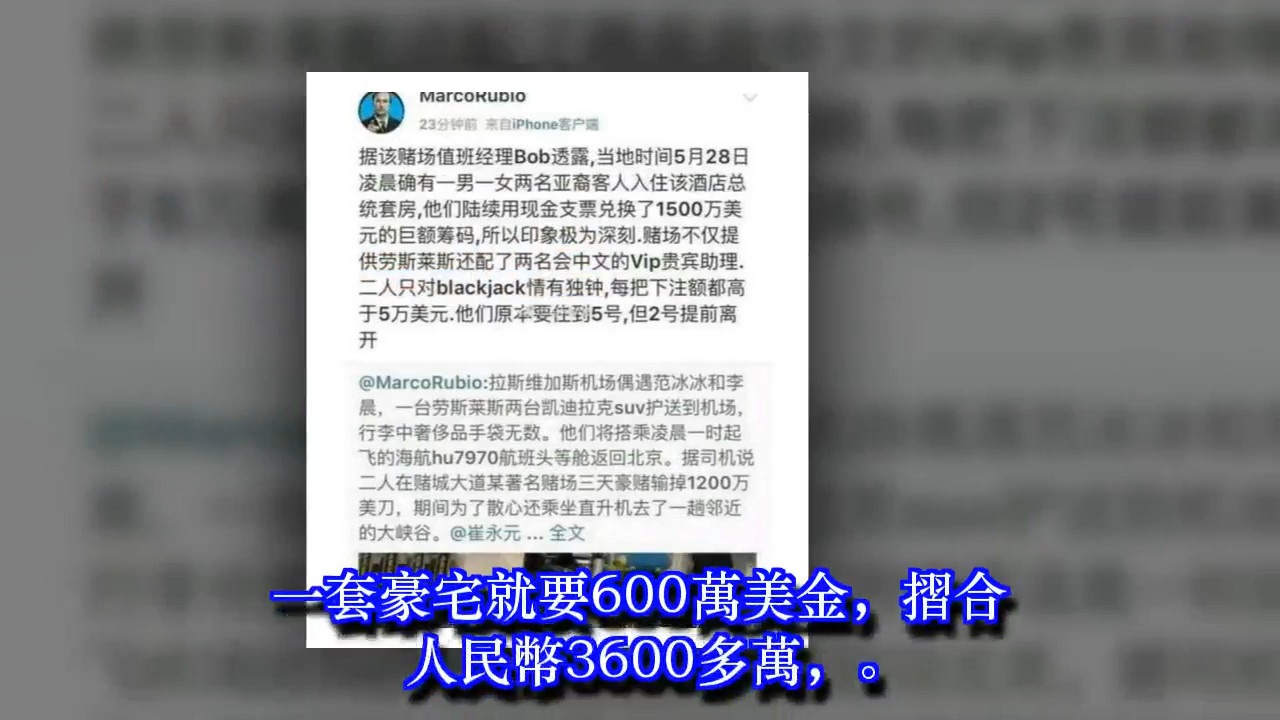 MarcoRubio
23分钟前 来自iPhone客户端
据该赌场值班经理Bob透露,当地时间5月28日
凌晨确有一男一女两名亚裔客人入住该酒店总
统套房,他们陆续用现金支票兑换了1500万美
元的巨额筹码,所以印象极为深刻.赌场不仅提
供劳斯莱斯还配了两名会中文的Vip贵宾助理.
二人只对blackjack情有独钟,每把下注额都高
于5万美元.他们原本要住到5号,但2号提前离
开
@MarcoRubio:拉斯维加斯机场偶遇范冰冰和李
晨，一台劳斯莱斯两台凯迪拉克suv护送到机场，
行李中奢侈品手袋无数。他们将搭乘凌晨一时起
飞的海航hu7970航班头等舱返回北京。据司机说
二人在赌城大道某著名赌场三天豪赌输掉1200万
美刀，期间为了散心还乘坐直升机去了一趟邻近
的大峡谷。@崔永元 ... 全文
一套豪宅就要600萬美金，摺合
人民幣3600多萬，。